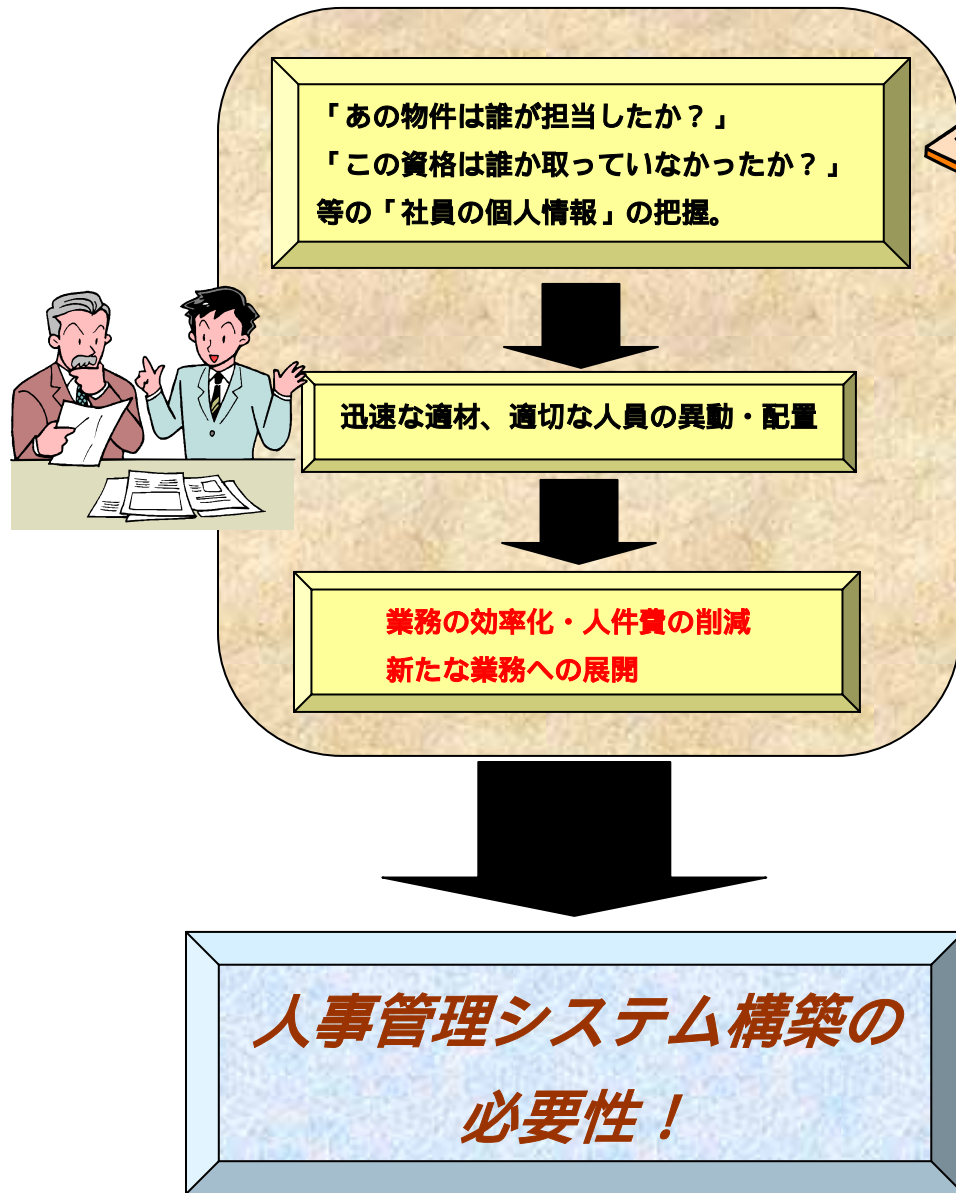 「あの物件は誰が担当したか？」
「この資格は誰か取っていなかったか？」
等の「社員の個人情報」の把握。
迅速な適材、適切な人員の異動・配置
業務の効率化・人件費の削減
新たな業務への展開
人事管理システム構築の
必要性！